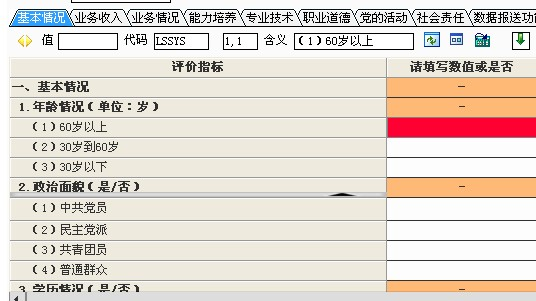 基本情况 业务收入 业务情况 能力培养 专业技术 职业道德 党的活动 社会责任 数据报送功
值 代码 LSSYS 1,1 含义 (1)60岁以上
评价指标 请填写数值或是否
一、基本情况 —
1.年龄情况(单位:岁) —
(1)60岁以上
(2)30岁到60岁
(3)30岁以下
2.政治面貌(是/否) —
(1)中共党员
(2)民主党派
(3)共青团员
(4)普通群众
3.学历情况(是/否) —